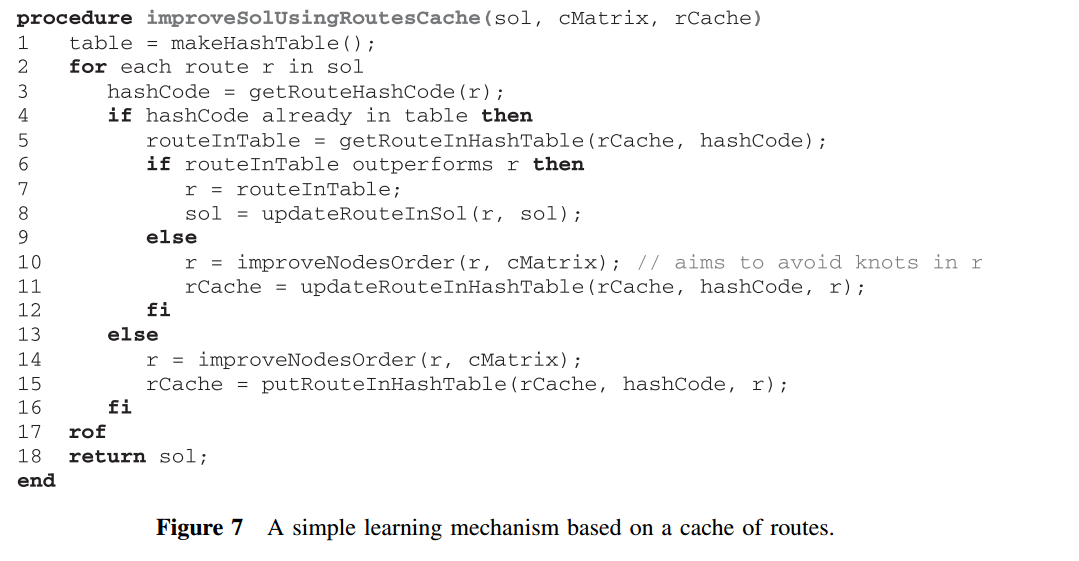 procedure improveSolUsingRoutesCache(sol, cMatrix, rCache)
1 table = makeHashTable();
2 for each route r in sol
3 hashCode = getRouteHashCode(r);
4 if hashCode already in table then
5 routeInTable = getRouteInHashTable(rCache, hashCode);
6 if routeInTable outperforms r then
7 r = routeInTable;
8 sol = updateRouteInSol(r, sol);
9 else
10 r = improveNodesOrder(r, cMatrix); // aims to avoid knots in r
11 rCache = updateRouteInHashTable(rCache, hashCode, r);
12 fi
13 else
14 r = improveNodesOrder(r, cMatrix);
15 rCache = putRouteInHashTable(rCache, hashCode, r);
16 fi
17 rof
18 return sol;
end
Figure 7 A simple learning mechanism based on a cache of routes.